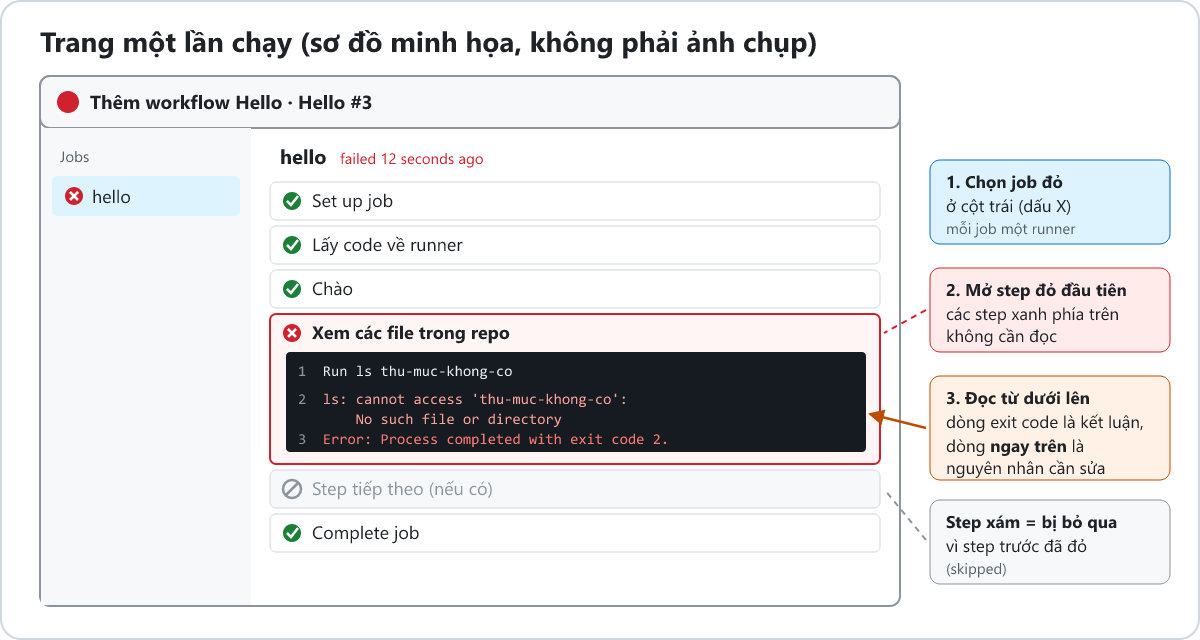 Trang một lần chạy (sơ đồ minh họa, không phải ảnh chụp)
Thêm workflow Hello · Hello #3
Jobs
hello
hello failed 12 seconds ago
Set up job
Lấy code về runner
Chào
Xem các file trong repo
1 Run ls thu-muc-khong-co
2 ls: cannot access 'thu-muc-khong-co':
No such file or directory
3 Error: Process completed with exit code 2.
Step tiếp theo (nếu có)
Complete job
1. Chọn job đỏ
ở cột trái (dấu X)
mỗi job một runner
2. Mở step đỏ đầu tiên
các step xanh phía trên
không cần đọc
3. Đọc từ dưới lên
dòng exit code là kết luận,
dòng ngay trên là
nguyên nhân cần sửa
Step xám = bị bỏ qua
vì step trước đã đỏ
(skipped)